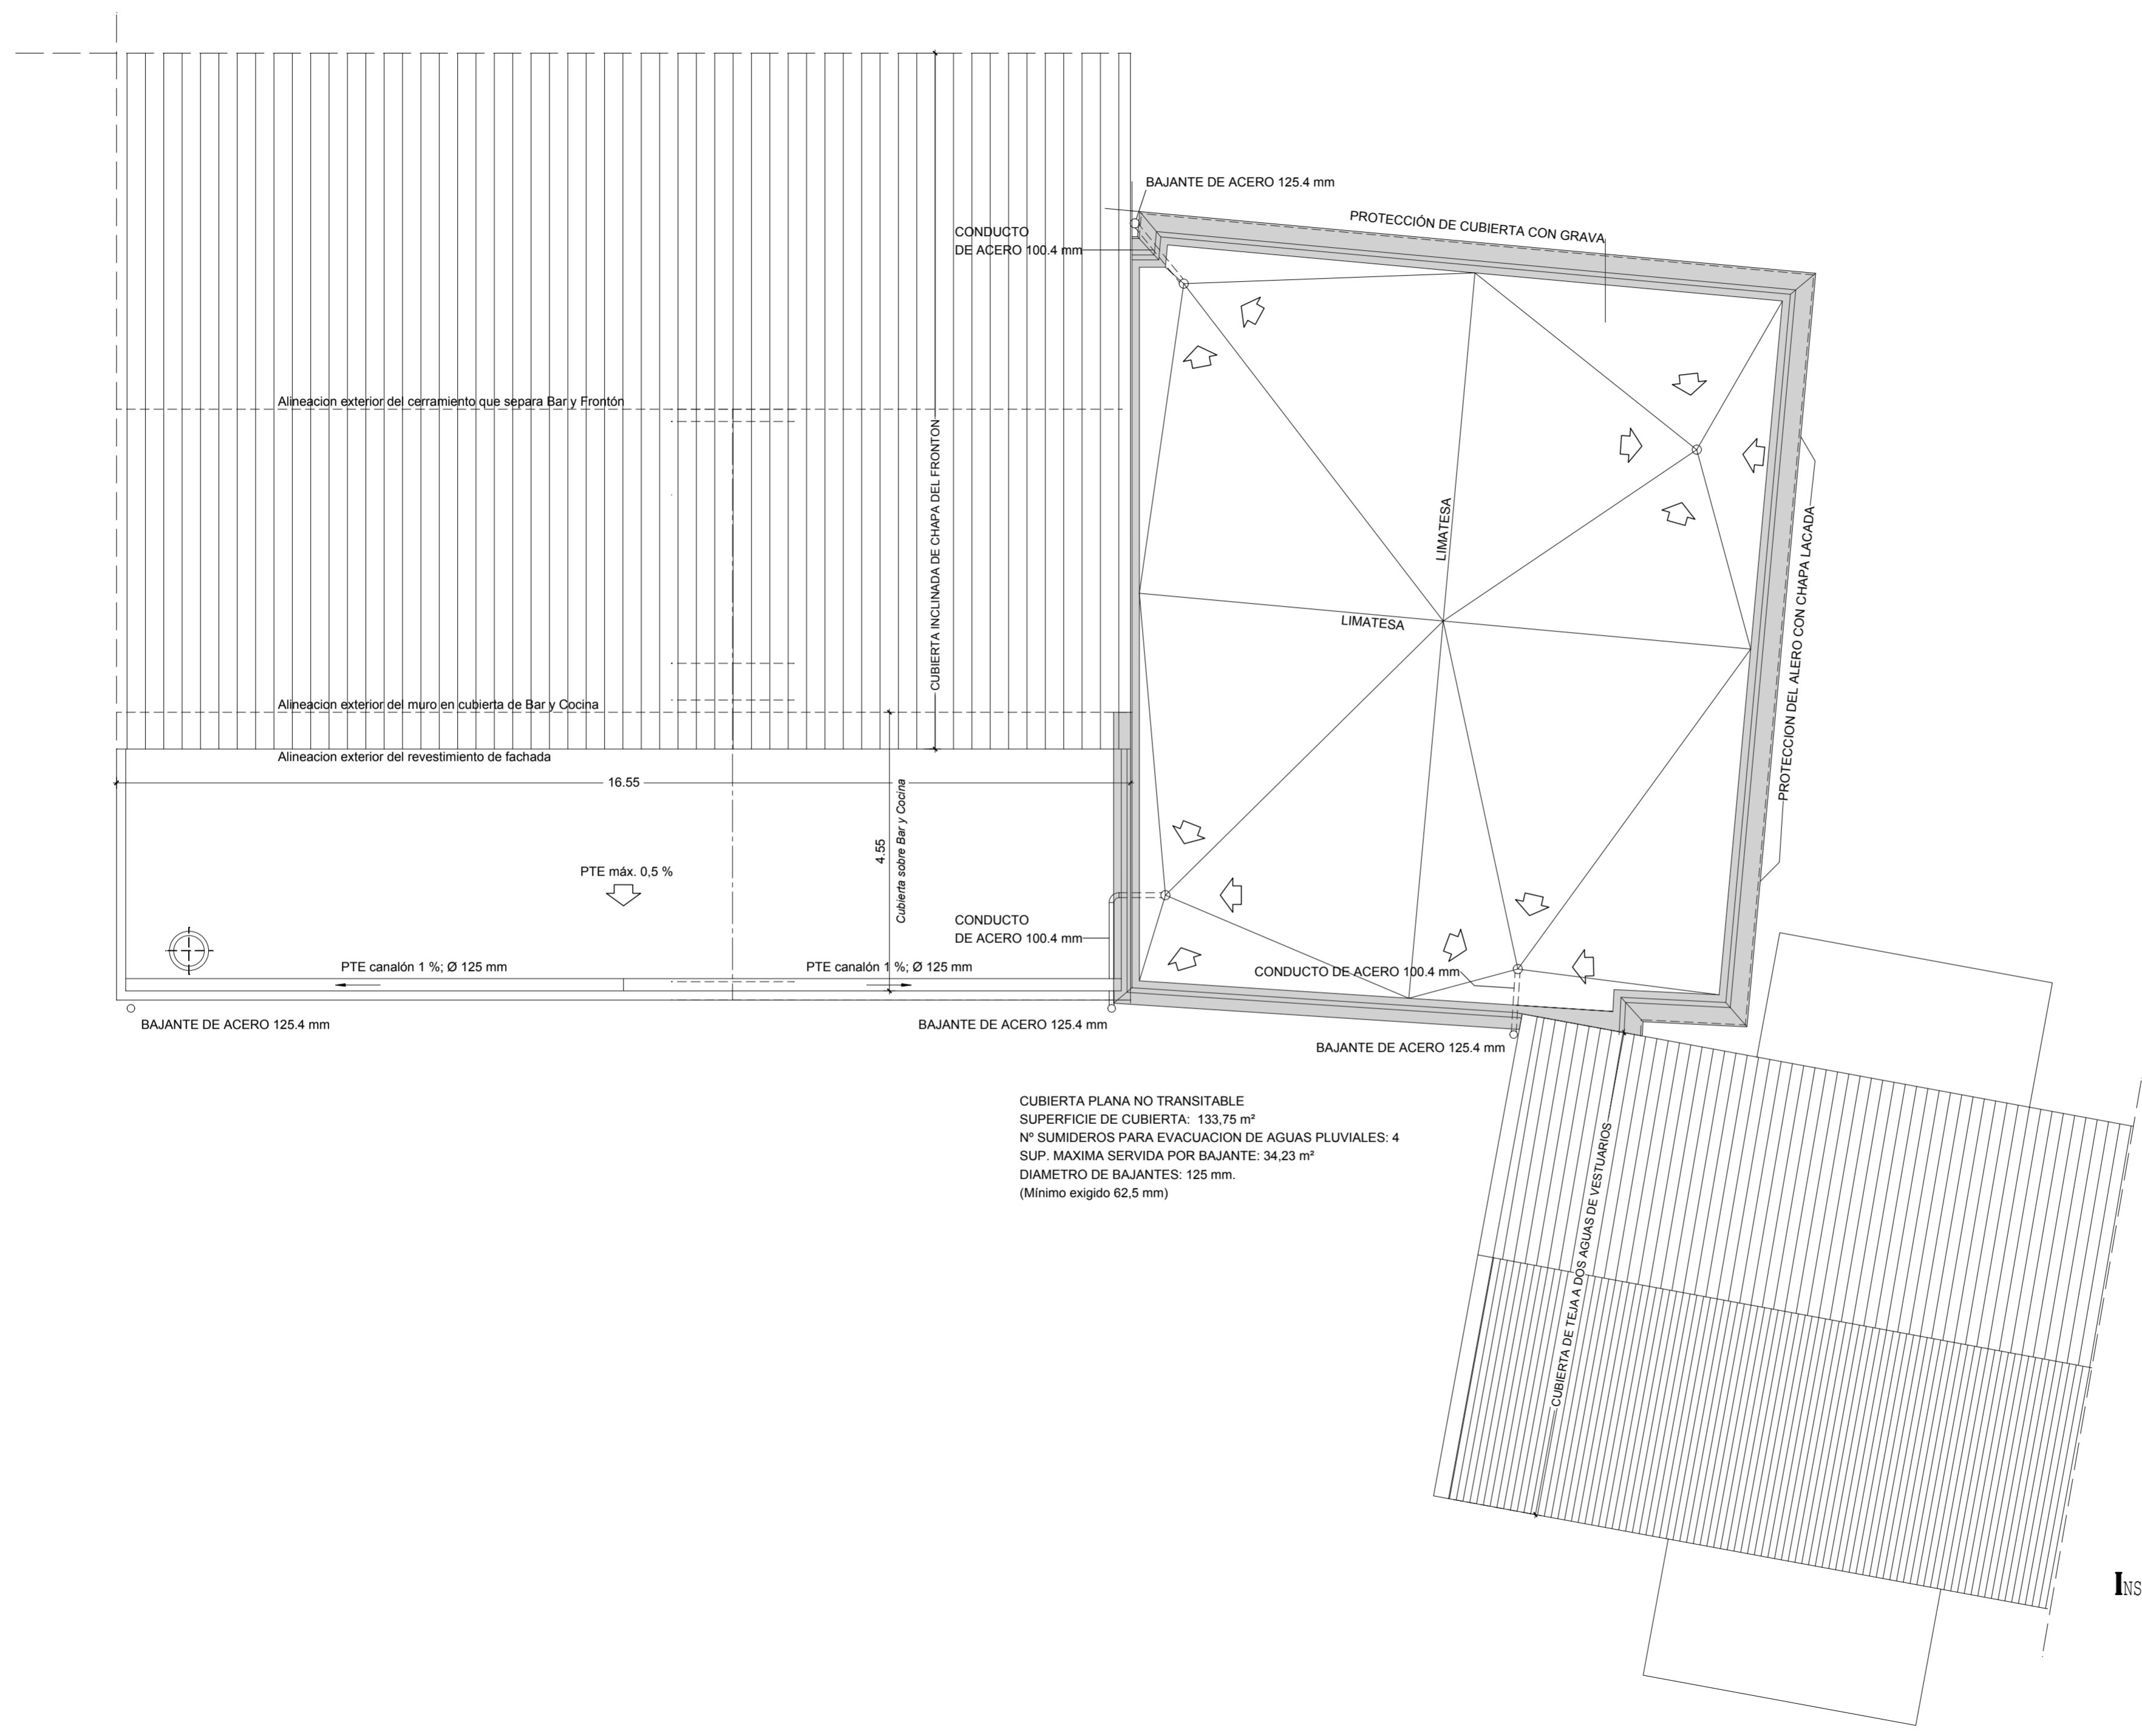 BAJANTE DE ACERO 125.4 mm
PROTECCIÓN DE CUBIERTA CON GRAVA
CONDUCTO
DE ACERO 100.4 mm
Alineacion exterior del cerramiento que separa Bar y Frontón
CUBIERTA INCLINADA DE CHAPA DEL FRONTON
LIMATESA
LIMATESA
PROTECCION DEL ALERO CON CHAPA LACADA
Alineacion exterior del muro en cubierta de Bar y Cocina
Alineacion exterior del revestimiento de fachada
16.55
4.55
Cubierta sobre Bar y Cocina
PTE máx. 0,5 %
CONDUCTO
DE ACERO 100.4 mm
PTE canalón 1 %; Ø 125 mm
PTE canalón 1 %; Ø 125 mm
CONDUCTO DE ACERO 100.4 mm
BAJANTE DE ACERO 125.4 mm
BAJANTE DE ACERO 125.4 mm
BAJANTE DE ACERO 125.4 mm
CUBIERTA PLANA NO TRANSITABLE
SUPERFICIE DE CUBIERTA: 133,75 m²
Nº SUMIDEROS PARA EVACUACION DE AGUAS PLUVIALES: 4
SUP. MAXIMA SERVIDA POR BAJANTE: 34,23 m²
DIAMETRO DE BAJANTES: 125 mm.
(Mínimo exigido 62,5 mm)
CUBIERTA DE TEJA A DOS AGUAS DE VESTUARIOS
INS